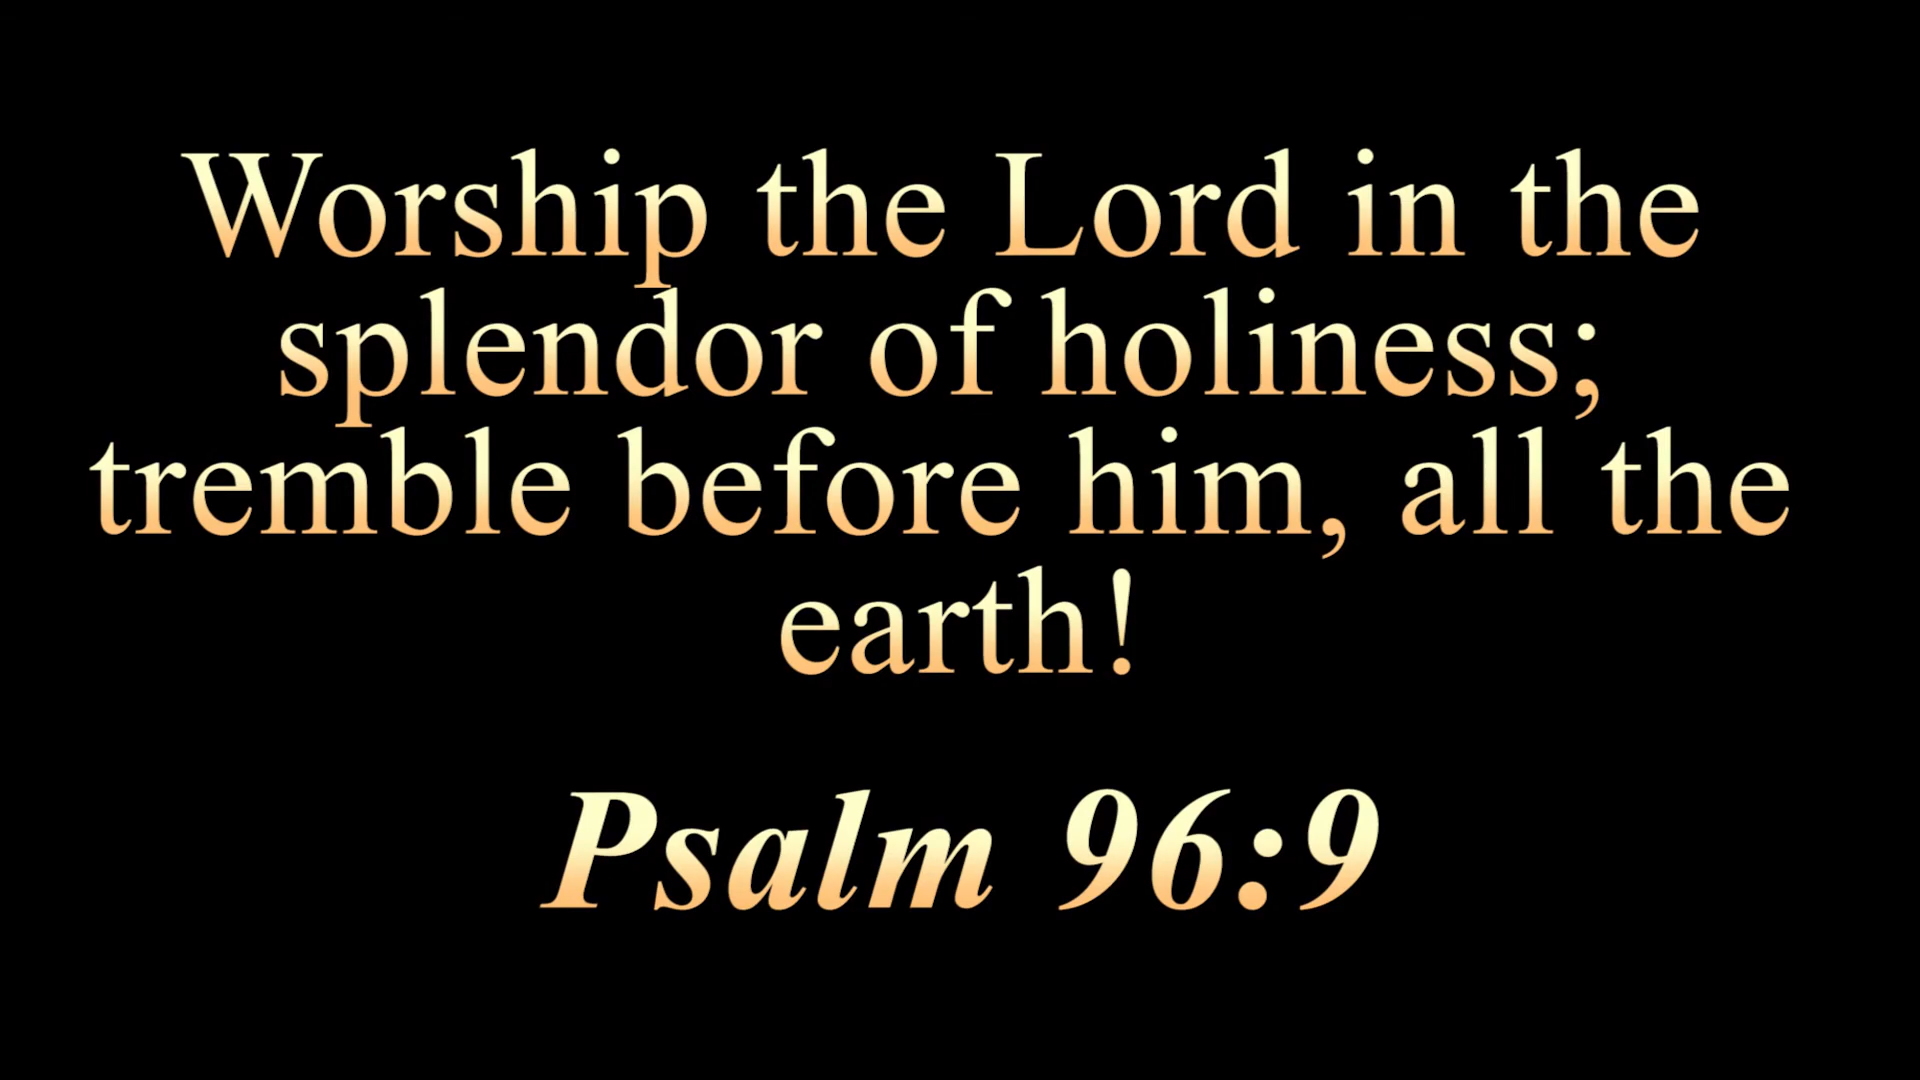 Worship the Lord in the
splendor of holiness;
tremble before him, all the
earth!
Psalm 96:9